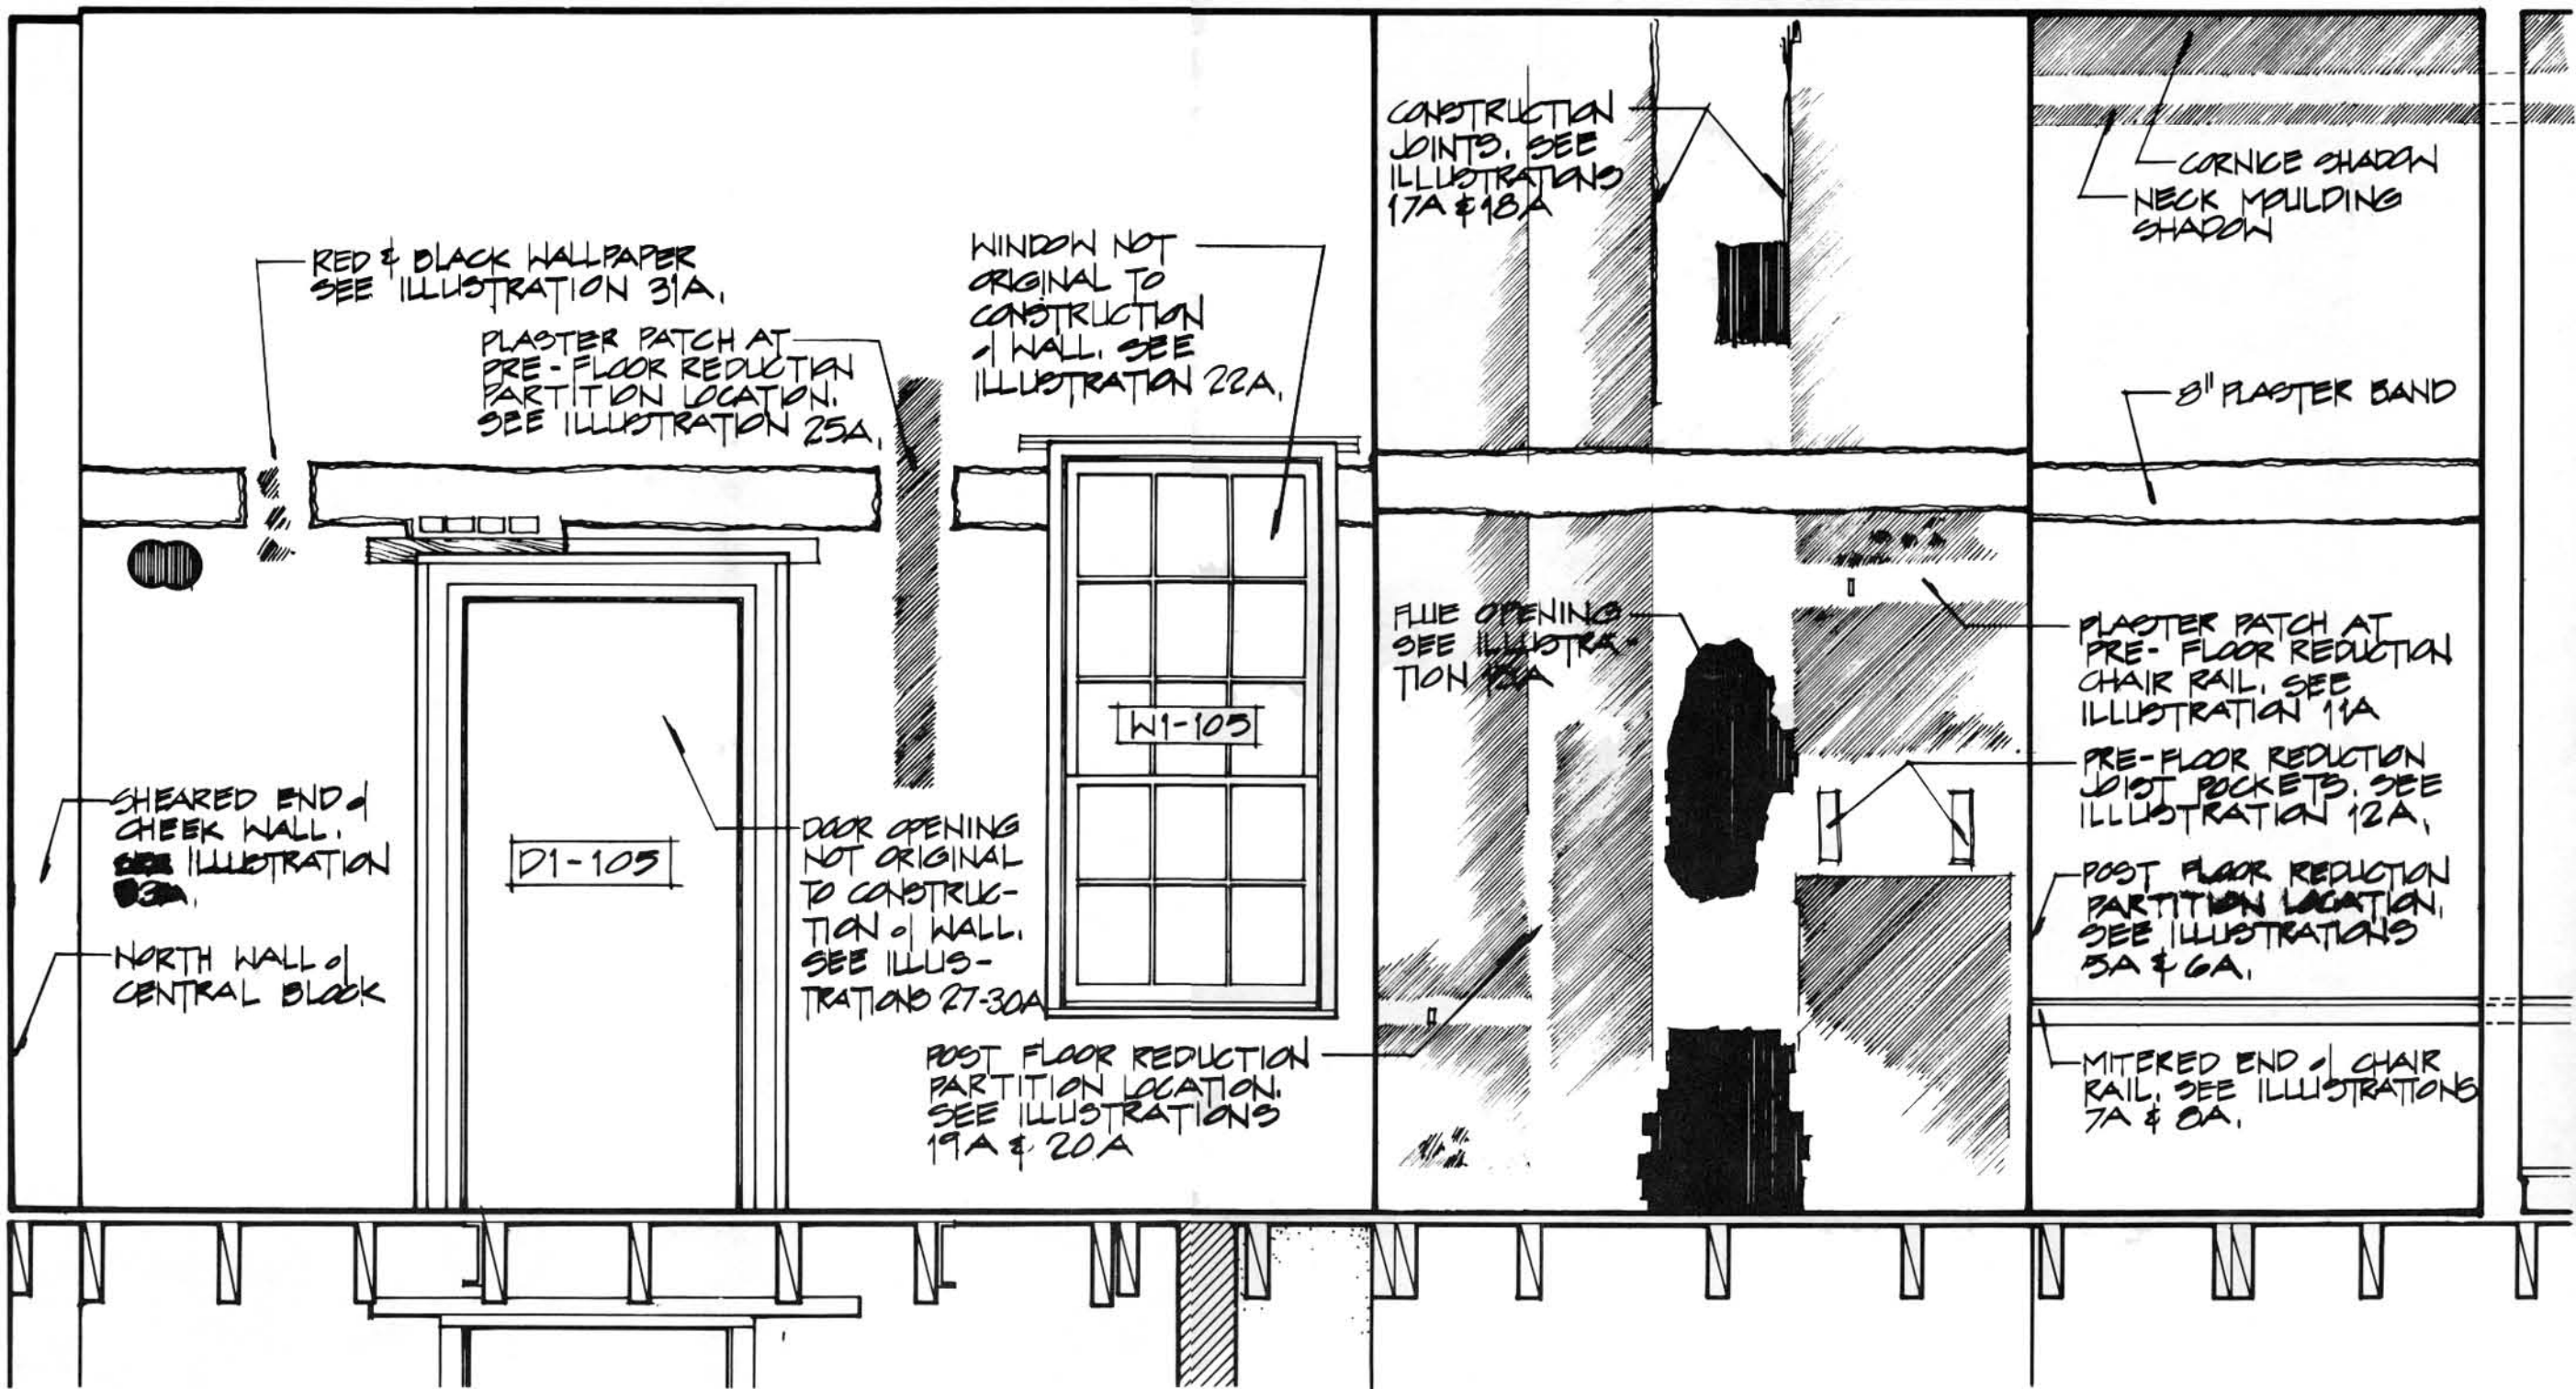 CONSTRUCTION
JOINTS. SEE
ILLUSTRATIONS
17A & 18A
CORNICE SHADOW
NECK MOULDING
SHADOW
RED & BLACK WALLPAPER
SEE ILLUSTRATION 31A.
WINDOW NOT
ORIGINAL TO
CONSTRUCTION
of WALL. SEE
ILLUSTRATION 22A.
PLASTER PATCH AT
PRE-FLOOR REDUCTION
PARTITION LOCATION.
SEE ILLUSTRATION 25A.
8" PLASTER BAND
FLUE OPENING
SEE ILLUSTRA-
TION
PLASTER PATCH AT
PRE-FLOOR REDUCTION
CHAIR RAIL. SEE
ILLUSTRATION 11A
W1-105
PRE-FLOOR REDUCTION
JOIST POCKETS. SEE
ILLUSTRATION 12A.
SHEARED END of
CHEEK WALL.
SEE ILLUSTRATION
D1-105
DOOR OPENING
NOT ORIGINAL
TO CONSTRUC-
TION of WALL.
SEE ILLUS-
TRATIONS 27-30A
POST FLOOR REDUCTION
PARTITION LOCATION.
SEE ILLUSTRATIONS
5A & 6A.
NORTH WALL of
CENTRAL BLOCK
POST FLOOR REDUCTION
PARTITION LOCATION.
SEE ILLUSTRATIONS
19A & 20A
MITERED END of CHAIR
RAIL. SEE ILLUSTRATIONS
7A & 8A.